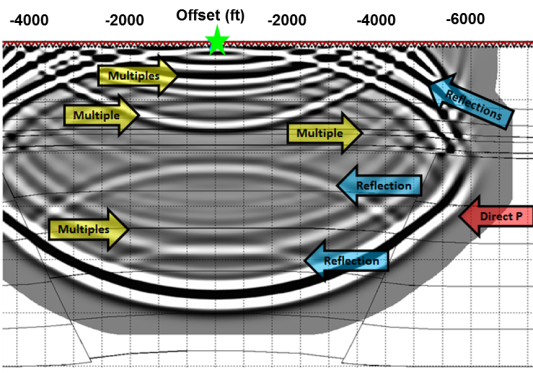 Offset (ft)
-4000 -2000 -2000 -4000 -6000
Multiples
Reflections
Multiple
Multiple
Reflection
Direct P
Multiples
Reflection